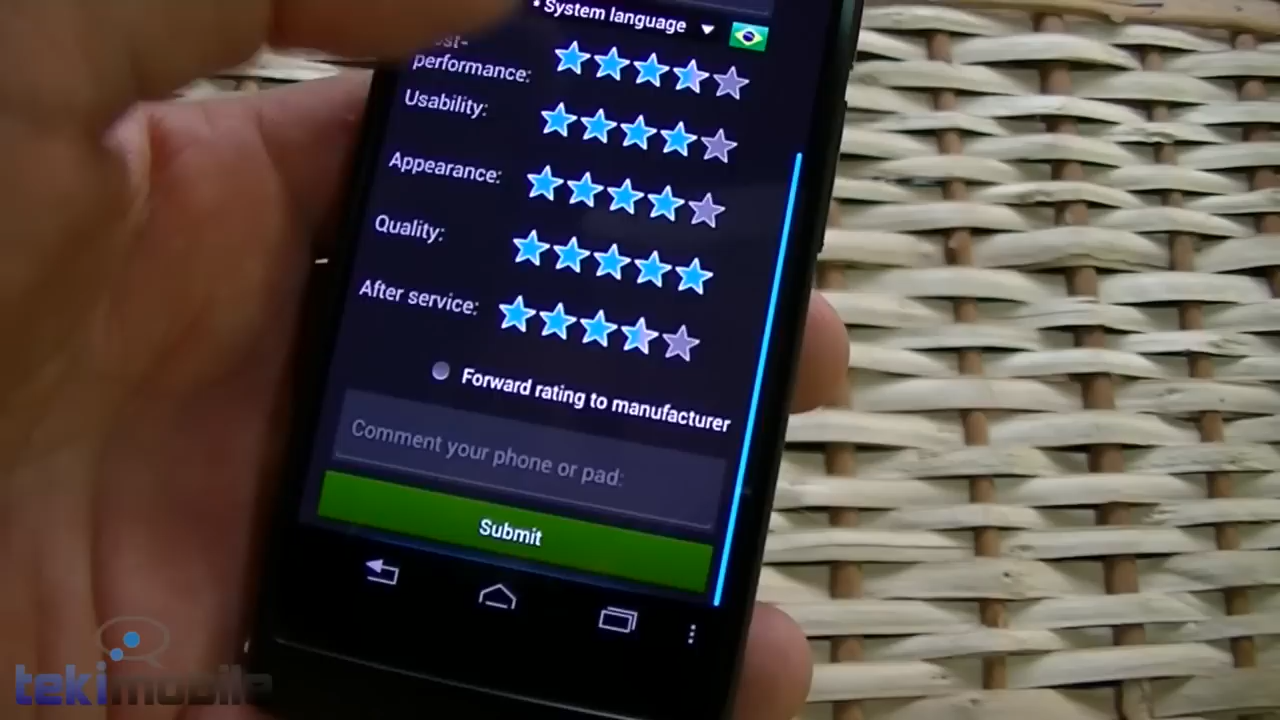 * System language
performance:
Usability:
Appearance:
Quality:
After service:
Forward rating to manufacturer
Comment your phone or pad:
Submit
tekimobile